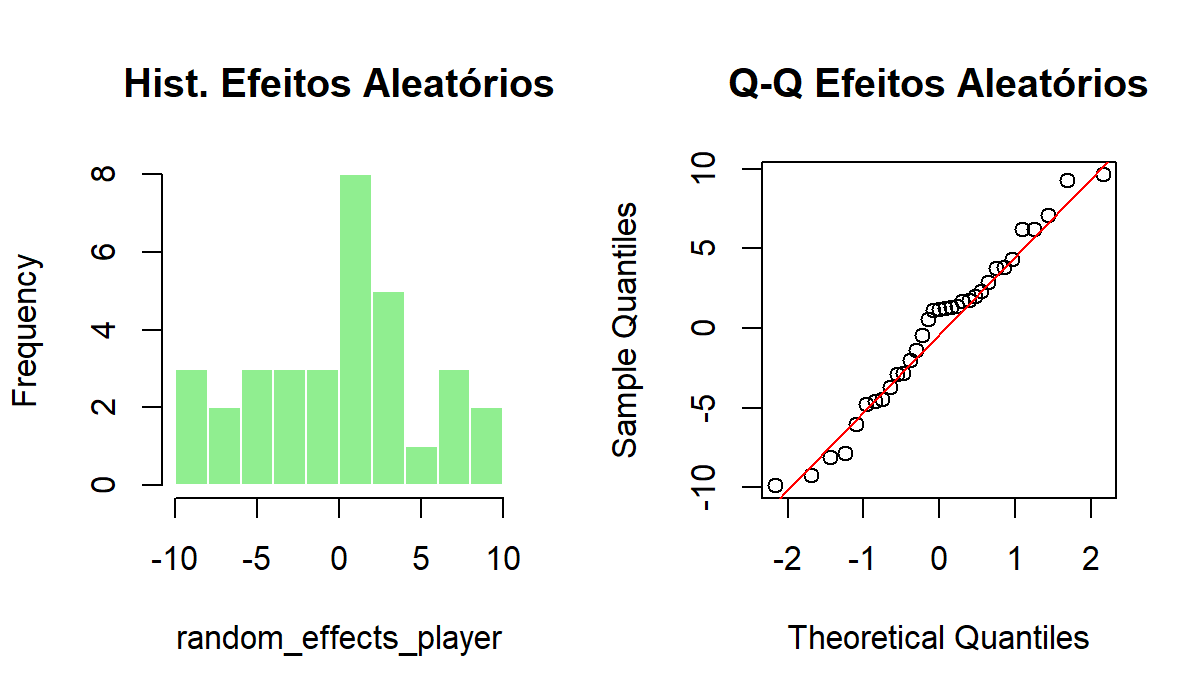 Hist. Efeitos Aleatórios
Frequency
0 2 4 6 8
-10 -5 0 5 10
random_effects_player
Q-Q Efeitos Aleatórios
Sample Quantiles
-10 -5 0 5 10
-2 -1 0 1 2
Theoretical Quantiles